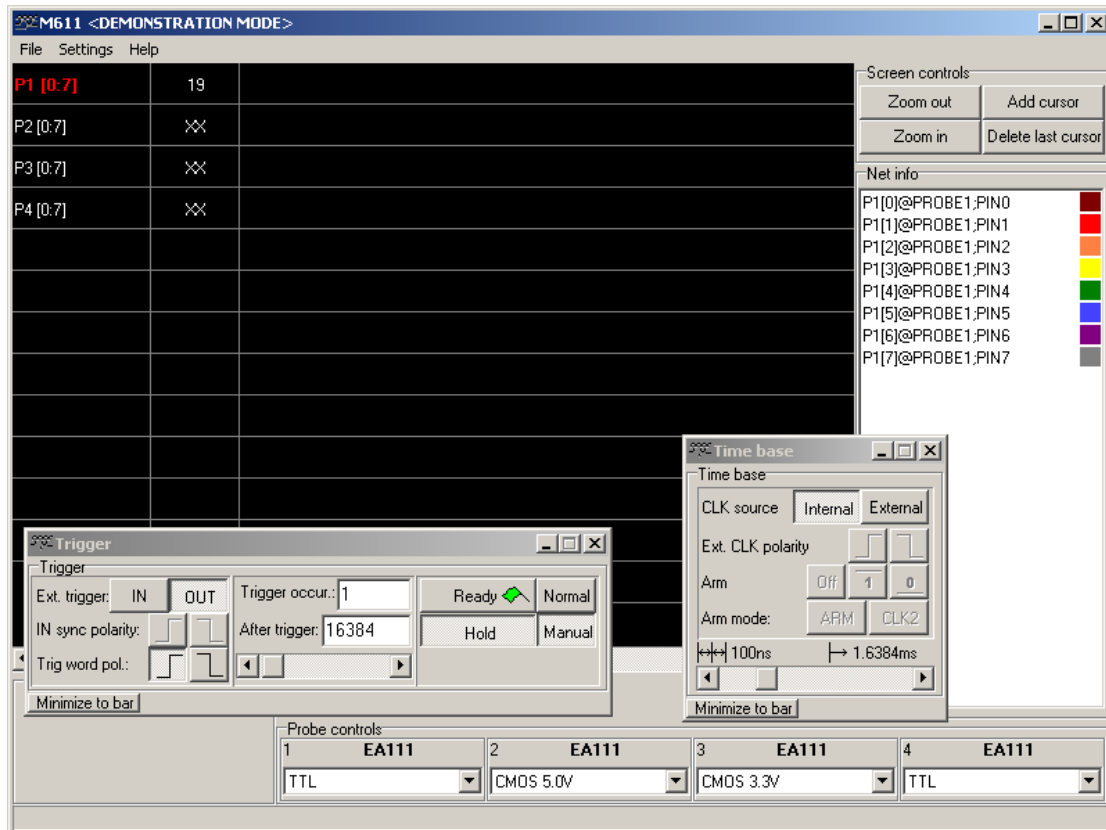 M611 <DEMONSTRATION MODE>
File Settings Help
P1 [0:7] 19
P2 [0:7] XX
P3 [0:7] XX
P4 [0:7] XX
Screen controls
Zoom out Add cursor
Zoom in Delete last cursor
Net info
P1[0]@PROBE1;PIN0
P1[1]@PROBE1;PIN1
P1[2]@PROBE1;PIN2
P1[3]@PROBE1;PIN3
P1[4]@PROBE1;PIN4
P1[5]@PROBE1;PIN5
P1[6]@PROBE1;PIN6
P1[7]@PROBE1;PIN7
Trigger
Trigger
Ext. trigger: IN OUT
IN sync polarity:
Trig word pol.:
Trigger occur.: 1
After trigger: 16384
Ready Normal
Hold Manual
Minimize to bar
Time base
Time base
CLK source Internal External
Ext. CLK polarity
Arm Off 1 0
Arm mode: ARM CLK2
100ns 1.6384ms
Minimize to bar
Probe controls
1 EA111 2 EA111 3 EA111 4 EA111
TTL CMOS 5.0V CMOS 3.3V TTL